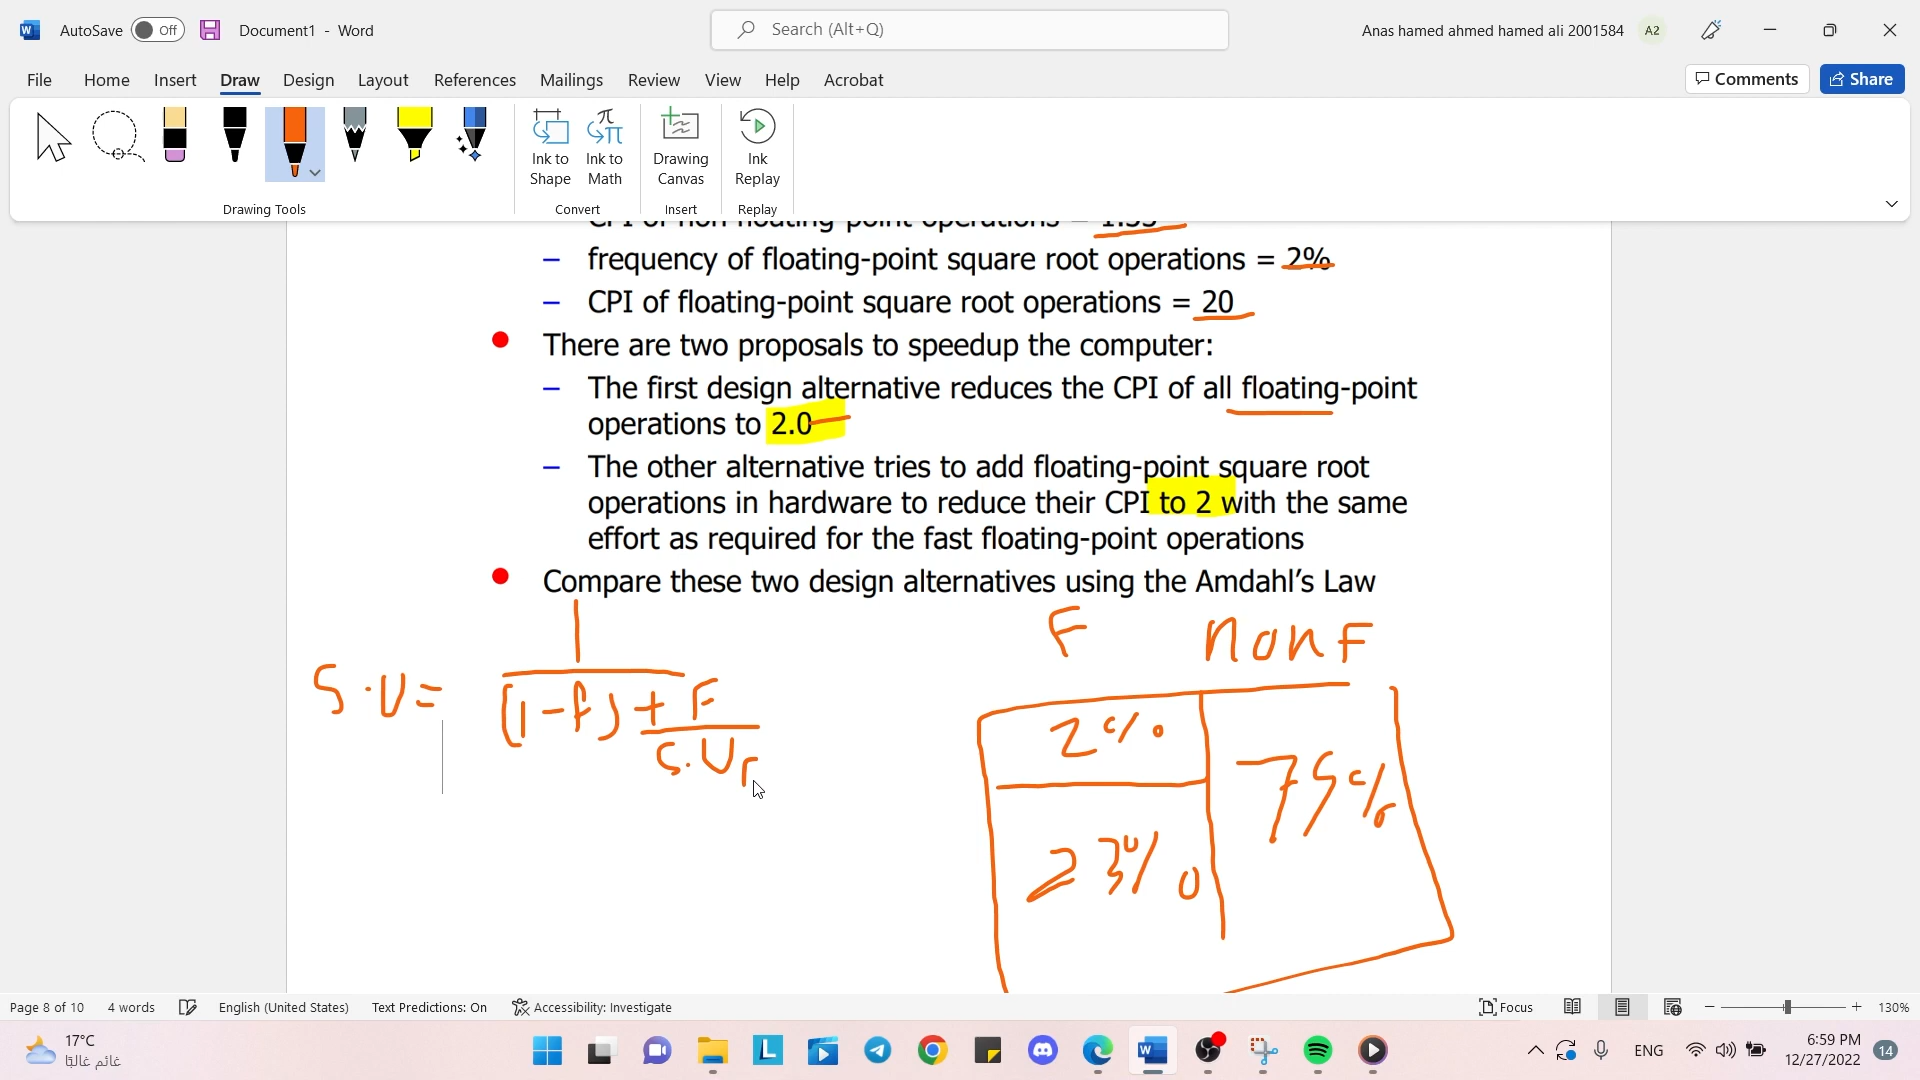 AutoSave Off Document1 - Word Search (Alt+Q) Anas hamed ahmed hamed ali 2001584 A2
File Home Insert Draw Design Layout References Mailings Review View Help Acrobat Comments Share
Ink to Shape Ink to Math Drawing Canvas Ink Replay
Drawing Tools Convert Insert Replay
– frequency of floating-point square root operations = 2%
– CPI of floating-point square root operations = 20
There are two proposals to speedup the computer:
– The first design alternative reduces the CPI of all floating-point
operations to 2.0
– The other alternative tries to add floating-point square root
operations in hardware to reduce their CPI to 2 with the same
effort as required for the fast floating-point operations
Compare these two design alternatives using the Amdahl's Law
1
S.U= (1-f) + F
S.UF
F non F
2%
75%
23%
Page 8 of 10 4 words English (United States) Text Predictions: On Accessibility: Investigate Focus 130%
17°C
غائم غالبًا
ENG
6:59 PM
12/27/2022
14